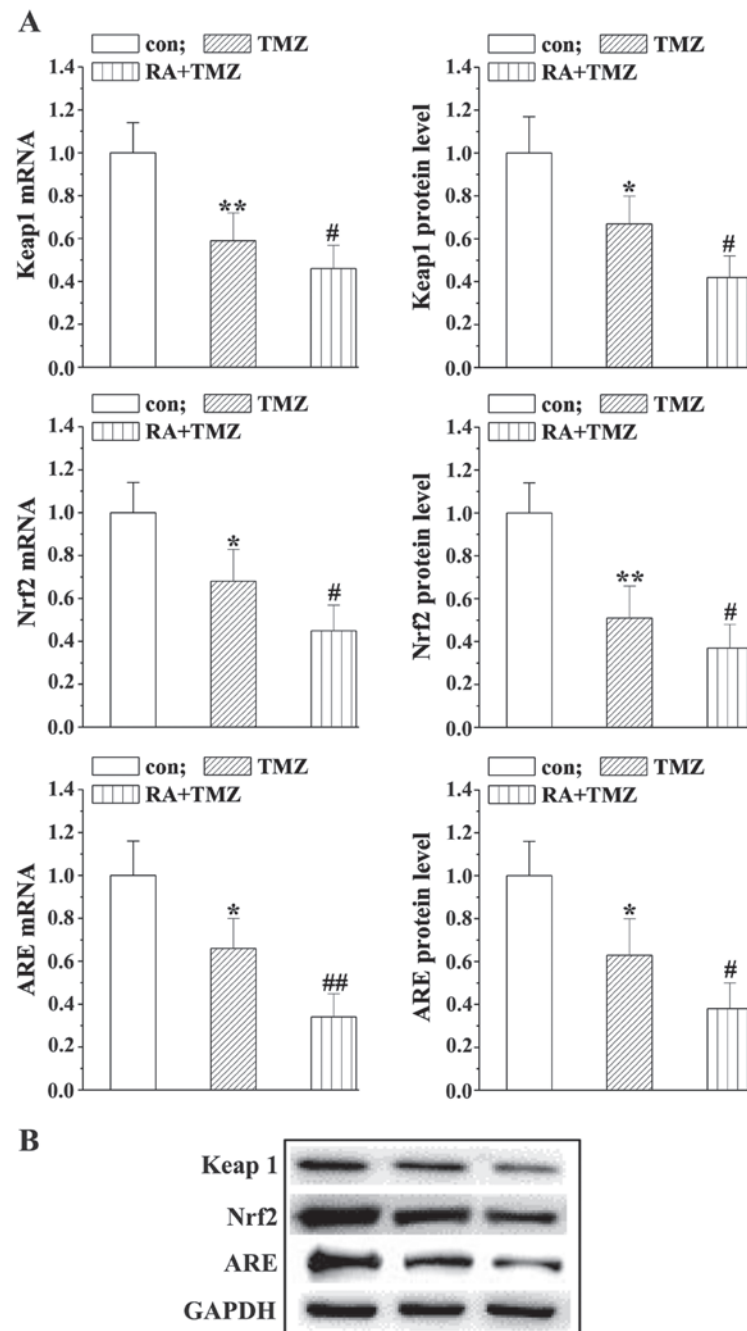 A
con; TMZ
RA+TMZ
Keap1 mRNA
1.4
1.2
1.0
0.8
0.6
0.4
0.2
0.0
**
#
con; TMZ
RA+TMZ
Keap1 protein level
1.4
1.2
1.0
0.8
0.6
0.4
0.2
0.0
*
#
con; TMZ
RA+TMZ
Nrf2 mRNA
1.4
1.2
1.0
0.8
0.6
0.4
0.2
0.0
*
#
con; TMZ
RA+TMZ
Nrf2 protein level
1.4
1.2
1.0
0.8
0.6
0.4
0.2
0.0
**
#
con; TMZ
RA+TMZ
ARE mRNA
1.4
1.2
1.0
0.8
0.6
0.4
0.2
0.0
*
##
con; TMZ
RA+TMZ
ARE protein level
1.4
1.2
1.0
0.8
0.6
0.4
0.2
0.0
*
#
B
Keap 1
Nrf2
ARE
GAPDH